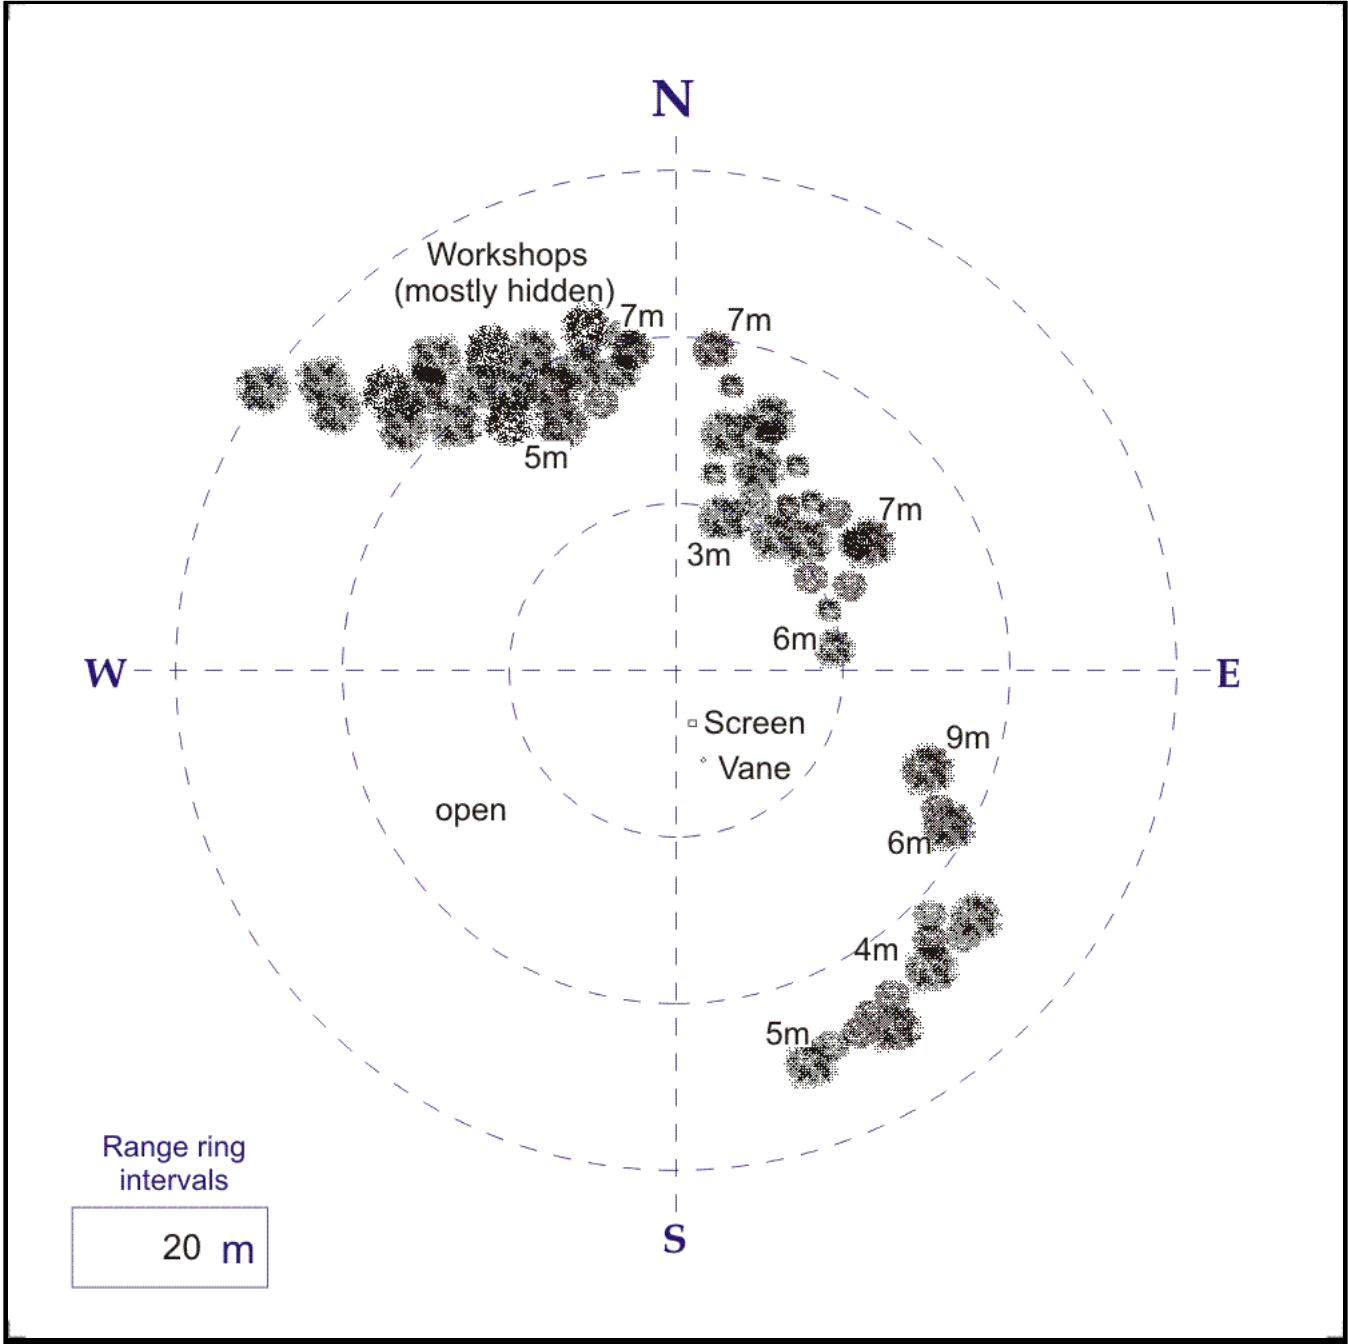 N
Workshops
(mostly hidden)
7m
7m
5m
7m
3m
6m
W
E
Screen
9m
Vane
open
6m
4m
5m
Range ring
intervals
S
20 m